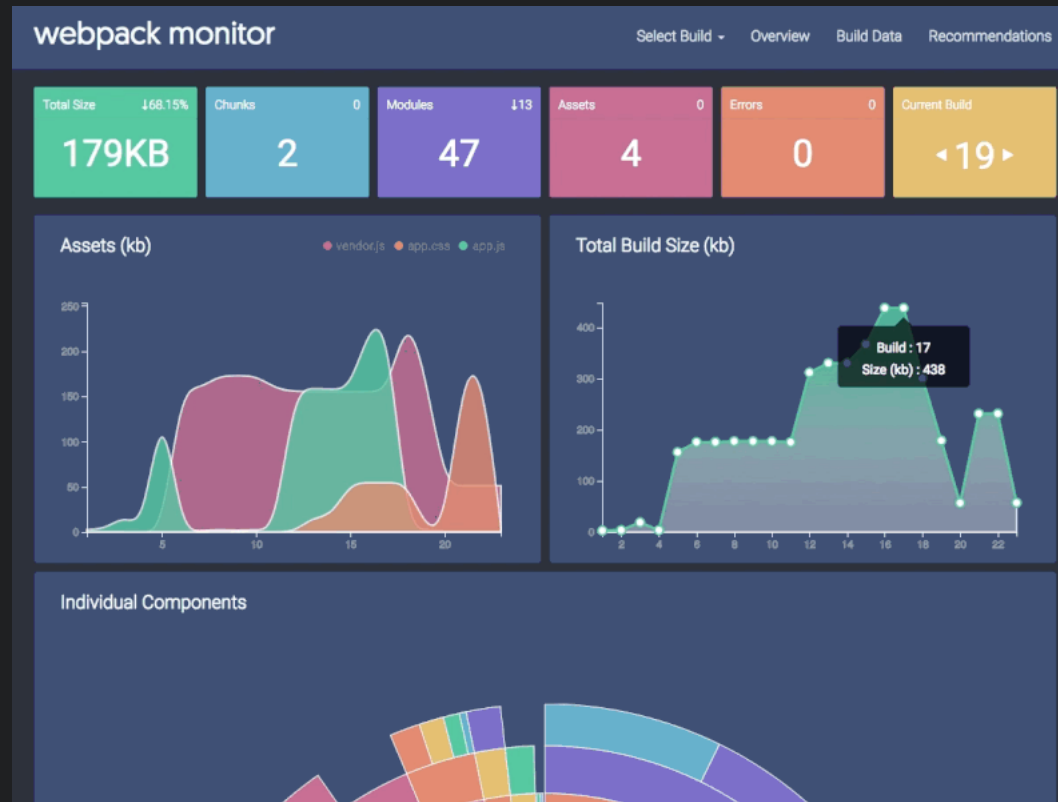 webpack monitor
Select Build Overview Build Data Recommendations
Total Size ↓68.15%
179KB
Chunks 0
2
Modules ↓13
47
Assets 0
4
Errors 0
0
Current Build
◄ 19 ►
Assets (kb)
vendor.js app.css app.js
250
200
150
100
50
0
5 10 15 20
Total Build Size (kb)
400
300
200
100
0
2 4 6 8 10 12 14 16 18 20 22
Build : 17
Size (kb) : 438
Individual Components